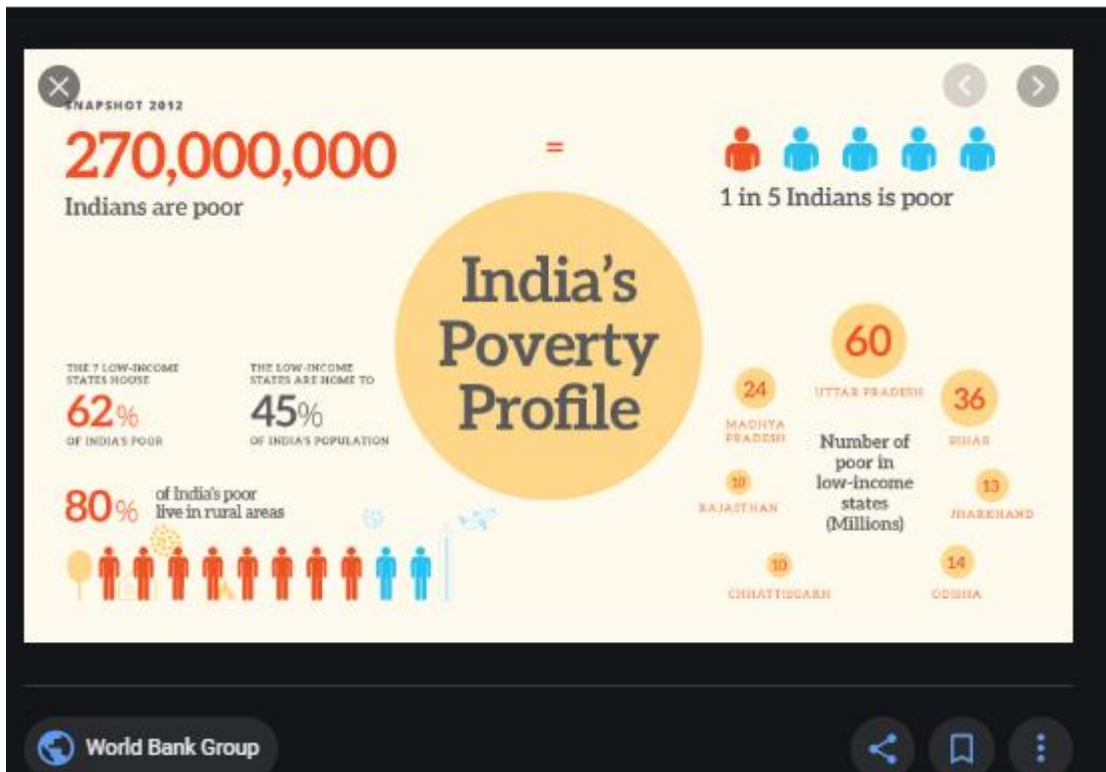 SNAPSHOT 2012
270,000,000
Indians are poor
=
1 in 5 Indians is poor
India's
Poverty
Profile
THE 7 LOW-INCOME
STATES HOUSE
62%
OF INDIA'S POOR
THE LOW-INCOME
STATES ARE HOME TO
45%
OF INDIA'S POPULATION
80%
of India's poor
live in rural areas
60
UTTAR PRADESH
24
MADHYA
PRADESH
36
BIHAR
Number of
poor in
low-income
states
(Millions)
10
RAJASTHAN
13
JHARKHAND
10
CHHATTISGARH
14
ODISHA
World Bank Group